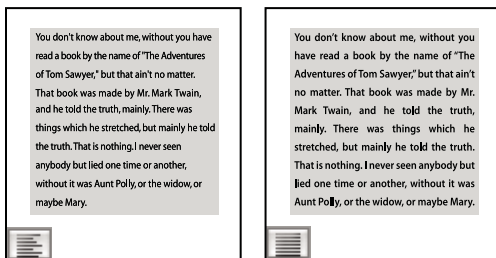 You don't know about me, without you have
read a book by the name of "The Adventures
of Tom Sawyer," but that ain't no matter.
That book was made by Mr. Mark Twain,
and he told the truth, mainly. There was
things which he stretched, but mainly he told
the truth. That is nothing. I never seen
anybody but lied one time or another,
without it was Aunt Polly, or the widow, or
maybe Mary.
You don't know about me, without you
have read a book by the name of "The
Adventures of Tom Sawyer," but that ain't
no matter. That book was made by Mr.
Mark Twain, and he told the truth,
mainly. There was things which he
stretched, but mainly he told the truth.
That is nothing. I never seen anybody but
lied one time or another, without it was
Aunt Polly, or the widow, or maybe Mary.